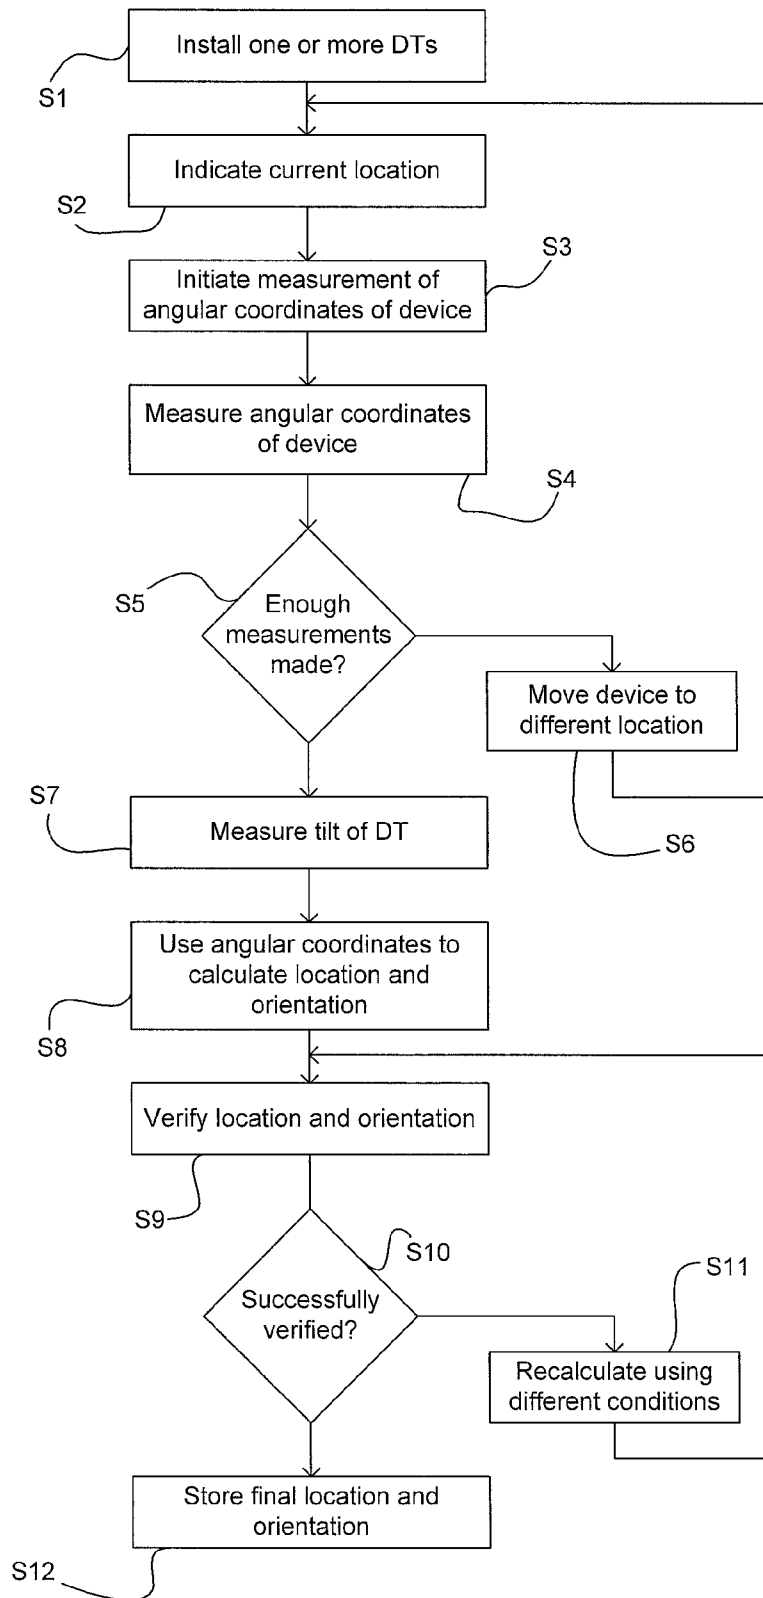 Install one or more DTs
S1
Indicate current location
S2
S3
Initiate measurement of
angular coordinates of device
Measure angular coordinates
of device
S4
S5
Enough
measurements
made?
Move device to
different location
S6
S7
Measure tilt of DT
Use angular coordinates to
calculate location and
orientation
S8
Verify location and orientation
S9
S10
Successfully
verified?
S11
Recalculate using
different conditions
Store final location and
orientation
S12